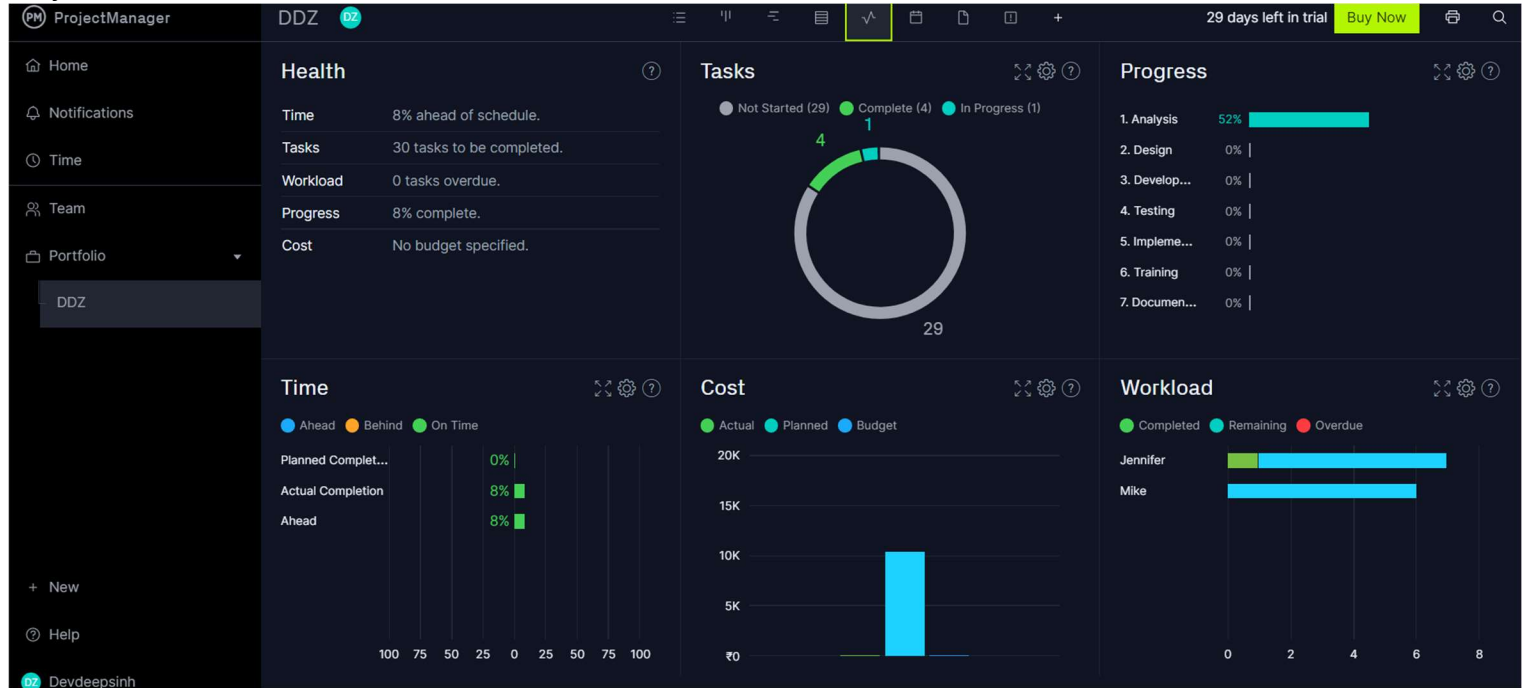 PM ProjectManager
DDZ DZ
29 days left in trial Buy Now
Home
Notifications
Time
Team
Portfolio
DDZ
+ New
Help
DZ Devdeepsinh
Health
Time 8% ahead of schedule.
Tasks 30 tasks to be completed.
Workload 0 tasks overdue.
Progress 8% complete.
Cost No budget specified.
Tasks
Not Started (29) Complete (4) In Progress (1)
1
4
29
Progress
1. Analysis 52%
2. Design 0%
3. Develop... 0%
4. Testing 0%
5. Impleme... 0%
6. Training 0%
7. Documen... 0%
Time
Ahead Behind On Time
Planned Complet... 0%
Actual Completion 8%
Ahead 8%
100 75 50 25 0 25 50 75 100
Cost
Actual Planned Budget
20K
15K
10K
5K
₹0
Workload
Completed Remaining Overdue
Jennifer
Mike
0 2 4 6 8